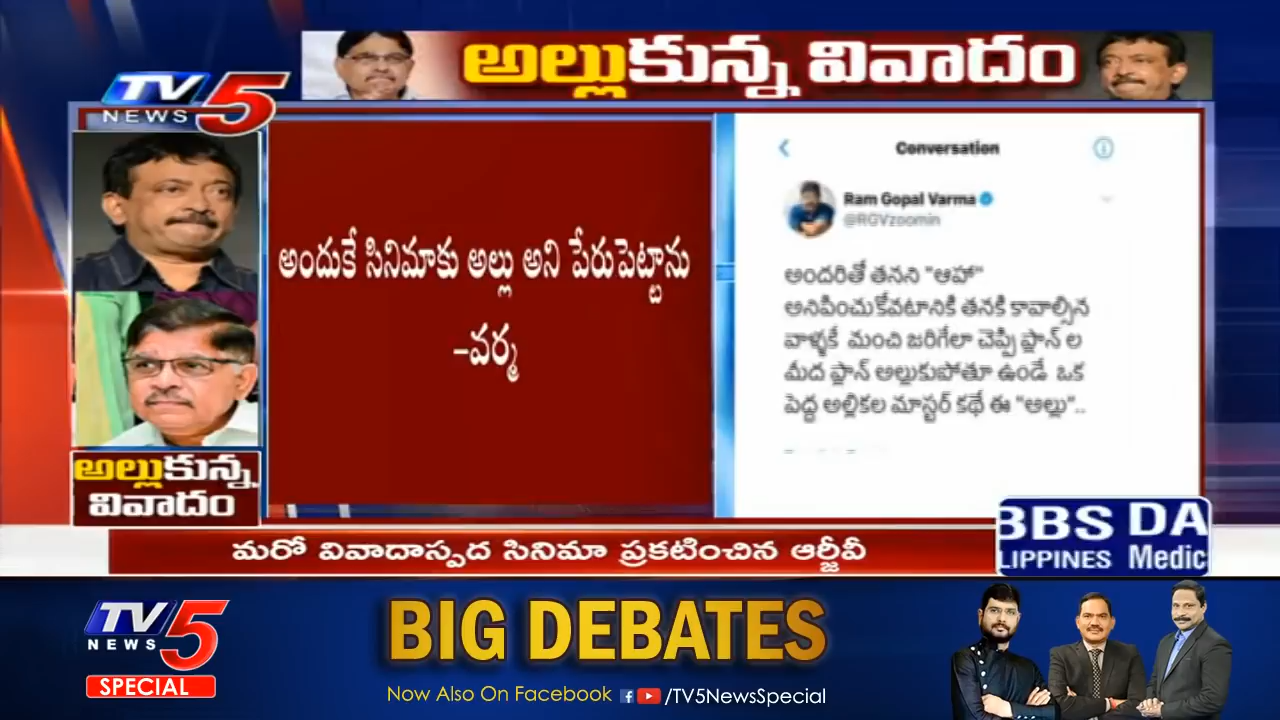 అల్లుకున్న వివాదం
TV5
NEWS
అందుకే సినిమాకు అల్లు అని పేరుపెట్టాను
-వర్మ
Conversation
Ram Gopal Varma
@RGVzoomin
అందరితో తనని "ఆహా"
అనిపించుకోవటానికి తనకి కావాల్సిన
వాళ్ళకే మంచి జరిగేలా చెప్పి ప్లాన్ ల
మీద ప్లాన్ అల్లుకుపోతూ ఉండే ఒక
పెద్ద అల్లికల మాస్టర్ కథే ఈ "అల్లు"..
అల్లుకున్న
వివాదం
మరో వివాదాస్పద సినిమా ప్రకటించిన ఆర్జీవీ
BBS DA
LIPPINES Medic
TV5
NEWS
SPECIAL
BIG DEBATES
Now Also On Facebook f /TV5NewsSpecial